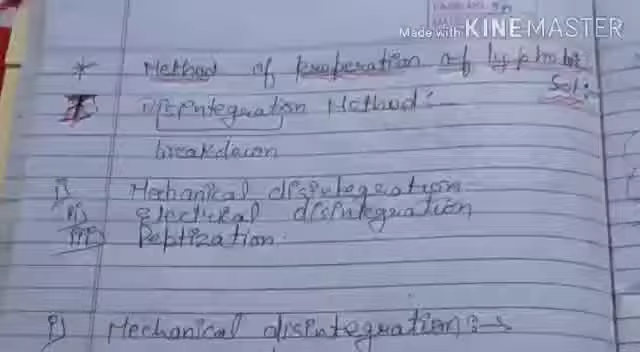 Made with KINEMASTER
* Method of preperation of lyophobic
Sol:-
I Disintegration Method:-
breakdown
i) Mechanical disintegration
ii) electrical disintegration
iii) Peptization.
i) Mechanical disintegration:→